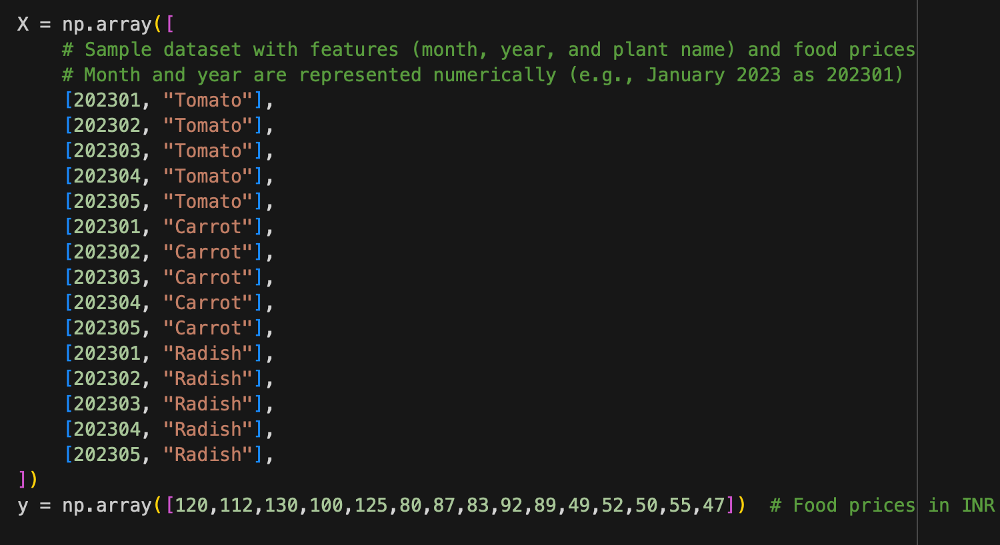 X = np.array([
    # Sample dataset with features (month, year, and plant name) and food prices
    # Month and year are represented numerically (e.g., January 2023 as 202301)
    [202301, "Tomato"],
    [202302, "Tomato"],
    [202303, "Tomato"],
    [202304, "Tomato"],
    [202305, "Tomato"],
    [202301, "Carrot"],
    [202302, "Carrot"],
    [202303, "Carrot"],
    [202304, "Carrot"],
    [202305, "Carrot"],
    [202301, "Radish"],
    [202302, "Radish"],
    [202303, "Radish"],
    [202304, "Radish"],
    [202305, "Radish"],
])
y = np.array([120,112,130,100,125,80,87,83,92,89,49,52,50,55,47])  # Food prices in INR